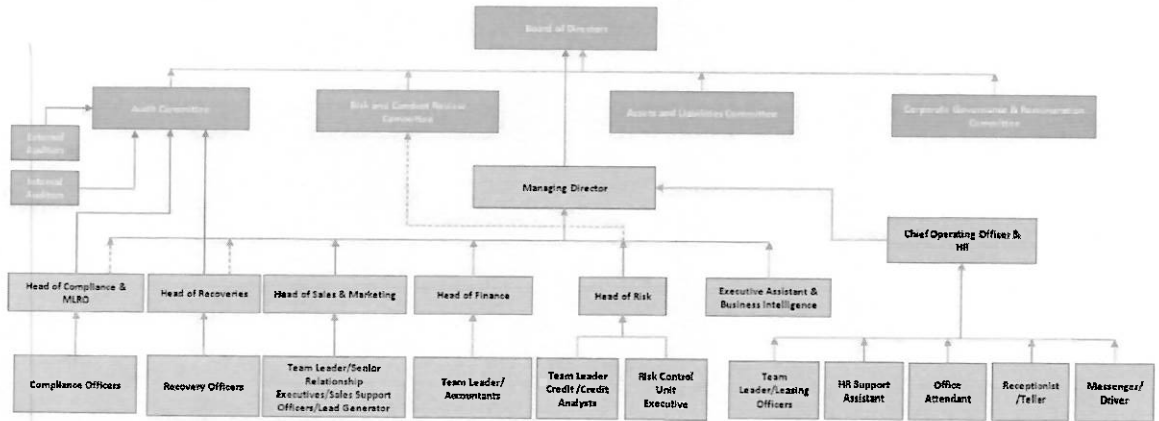 Board of Directors
Audit Committee
Risk and Conduct Review
Committee
Assets and Liabilities Committee
Corporate Governance & Remuneration
Committee
External
Auditors
Internal
Auditors
Managing Director
Chief Operating Officer &
HR
Head of Compliance &
MLRO
Head of Recoveries
Head of Sales & Marketing
Head of Finance
Head of Risk
Executive Assistant &
Business Intelligence
Compliance Officers
Recovery Officers
Team Leader/Senior
Relationship
Executives/Sales Support
Officers/Lead Generator
Team Leader/
Accountants
Team Leader
Credit /Credit
Analysts
Risk Control
Unit
Executive
Team
Leader/Leasing
Officers
HR Support
Assistant
Office
Attendant
Receptionist
/Teller
Messenger/
Driver